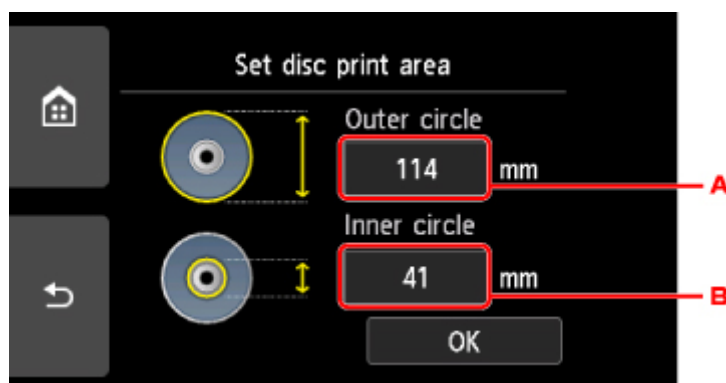 Set disc print area
Outer circle
114 mm
A
Inner circle
41 mm
B
OK